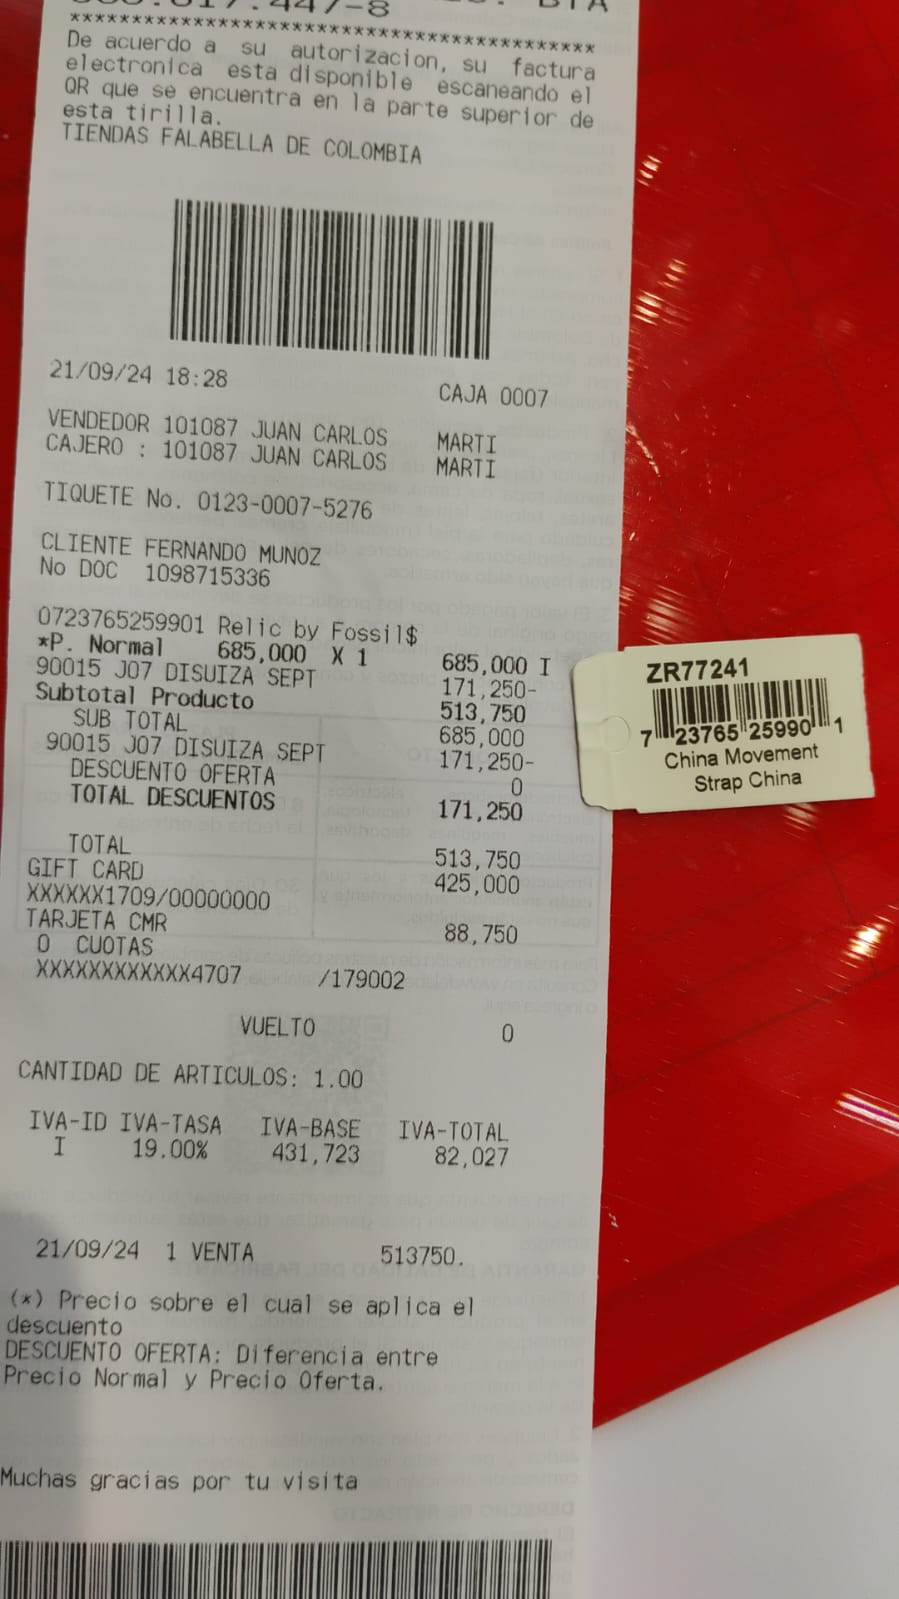 *******************************************
De acuerdo a su autorizacion, su factura
electronica esta disponible escaneando el
QR que se encuentra en la parte superior de
esta tirilla.
TIENDAS FALABELLA DE COLOMBIA
21/09/24 18:28 CAJA 0007
VENDEDOR 101087 JUAN CARLOS MARTI
CAJERO : 101087 JUAN CARLOS MARTI
TIQUETE No. 0123-0007-5276
CLIENTE FERNANDO MUNOZ
No DOC 1098715336
0723765259901 Relic by Fossil$
*P. Normal 685,000 X 1 685,000 I
90015 J07 DISUIZA SEPT 171,250-
Subtotal Producto 513,750
SUB TOTAL 685,000
90015 J07 DISUIZA SEPT 171,250-
DESCUENTO OFERTA 0
TOTAL DESCUENTOS 171,250
TOTAL 513,750
GIFT CARD 425,000
XXXXXX1709/00000000
TARJETA CMR 88,750
0 CUOTAS
XXXXXXXXXXXX4707 /179002
VUELTO 0
CANTIDAD DE ARTICULOS: 1.00
IVA-ID IVA-TASA IVA-BASE IVA-TOTAL
I 19.00% 431,723 82,027
21/09/24 1 VENTA 513750.
(*) Precio sobre el cual se aplica el
descuento
DESCUENTO OFERTA: Diferencia entre
Precio Normal y Precio Oferta.
Muchas gracias por tu visita
ZR77241
7 23765 25990 1
China Movement
Strap China